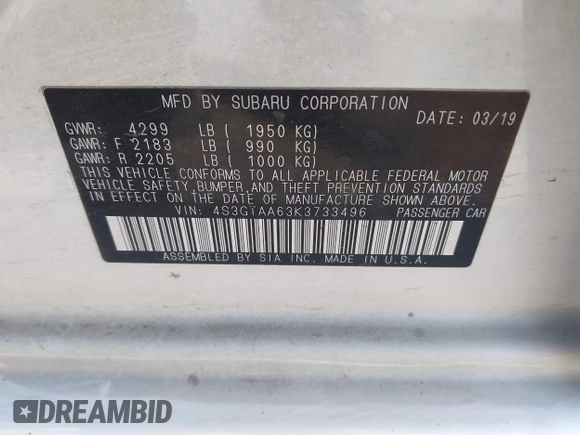 MFD BY SUBARU CORPORATION
DATE: 03/19
GVWR: 4299 LB ( 1950 KG)
GAWR: F 2183 LB ( 990 KG)
GAWR: R 2205 LB ( 1000 KG)
THIS VEHICLE CONFORMS TO ALL APPLICABLE FEDERAL MOTOR
VEHICLE SAFETY, BUMPER, AND THEFT PREVENTION STANDARDS
IN EFFECT ON THE DATE OF MANUFACTURE SHOWN ABOVE.
VIN: 4S3GTAA63K3733496 PASSENGER CAR
ASSEMBLED BY SIA INC. MADE IN U.S.A.
DREAMBID